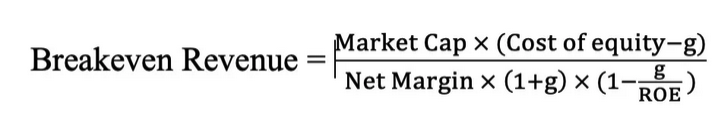 Breakeven Revenue = Market Cap × (Cost of equity−g)
Net Margin × (1+g) × (1−g/ROE)